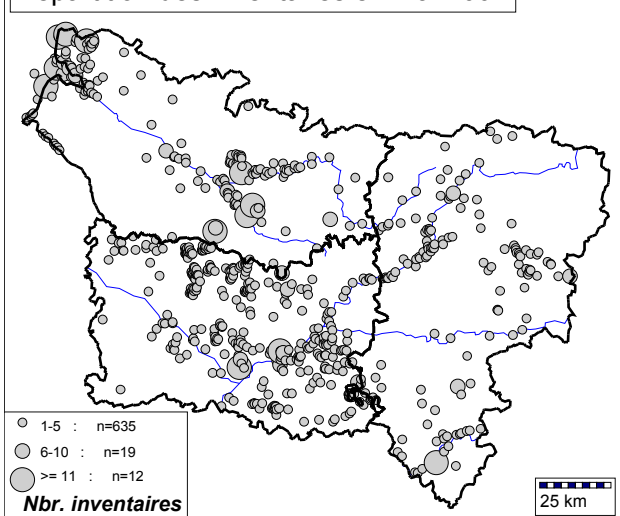 1-5 : n=635
6-10 : n=19
>= 11 : n=12
Nbr. inventaires
25 km